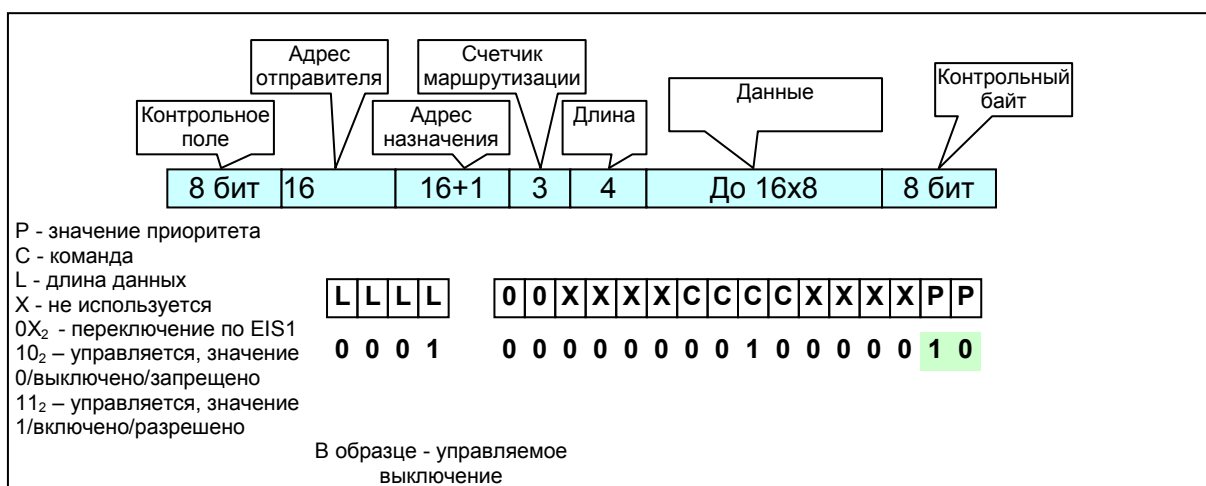 Адрес
отправителя
Счетчик
маршрутизации
Контрольный
байт
Данные
Контрольное
поле
Адрес
назначения
Длина
8 бит 16 16+1 3 4 До 16x8 8 бит
P - значение приоритета
C - команда
L - длина данных
X - не используется
0X₂ - переключение по EIS1
10₂ – управляется, значение
0/выключено/запрещено
11₂ – управляется, значение
1/включено/разрешено
L L L L 0 0 X X X X C C C C X X X X P P
0 0 0 1 0 0 0 0 0 0 0 0 1 0 0 0 0 0 1 0
В образце - управляемое
выключение